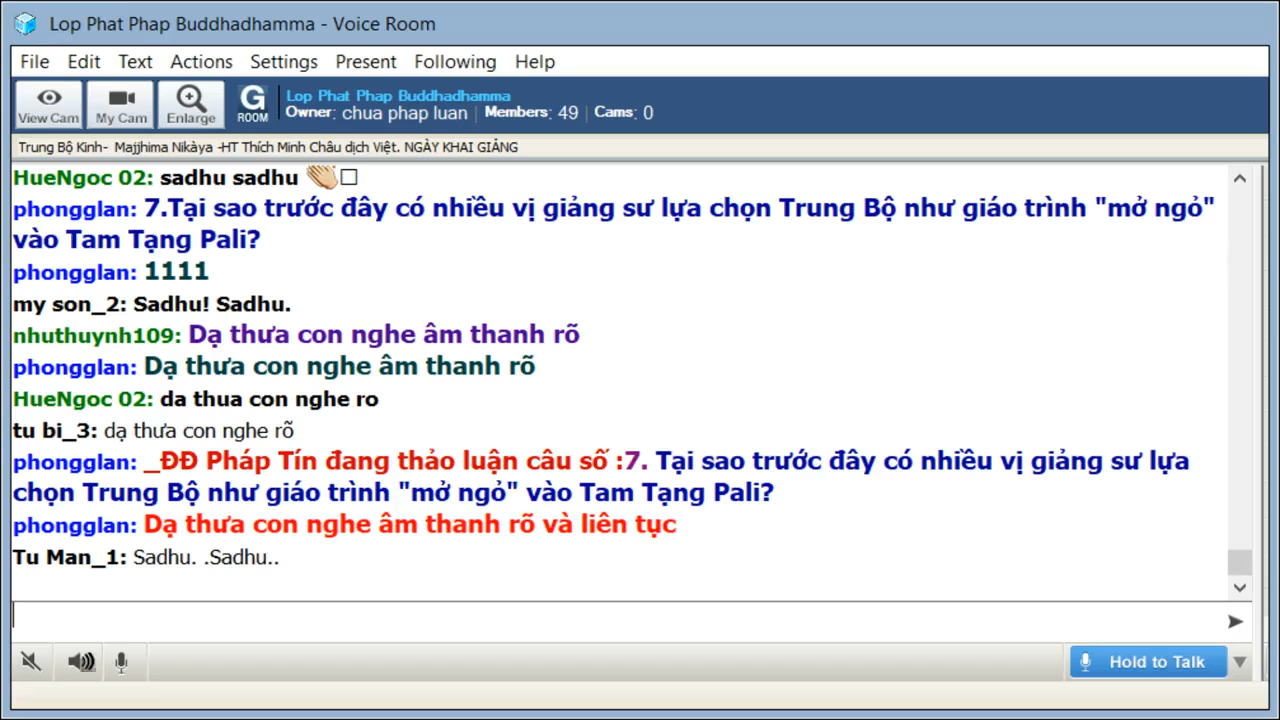 Lop Phat Phap Buddhadhamma - Voice Room
File Edit Text Actions Settings Present Following Help
View Cam My Cam Enlarge G ROOM Lop Phat Phap Buddhadhamma
Owner: chua phap luan | Members: 49 | Cams: 0
Trung Bộ Kinh- Majjhima Nikàya -HT Thích Minh Châu dịch Việt. NGÀY KHAI GIẢNG
HueNgoc 02: sadhu sadhu 👏□
phongglan: 7.Tại sao trước đây có nhiều vị giảng sư lựa chọn Trung Bộ như giáo trình "mở ngỏ"
vào Tam Tạng Pali?
phongglan: 1111
my son_2: Sadhu! Sadhu.
nhuthuynh109: Dạ thưa con nghe âm thanh rõ
phongglan: Dạ thưa con nghe âm thanh rõ
HueNgoc 02: da thua con nghe ro
tu bi_3: dạ thưa con nghe rõ
phongglan: _ĐĐ Pháp Tín đang thảo luận câu số :7. Tại sao trước đây có nhiều vị giảng sư lựa
chọn Trung Bộ như giáo trình "mở ngỏ" vào Tam Tạng Pali?
phongglan: Dạ thưa con nghe âm thanh rõ và liên tục
Tu Man_1: Sadhu. .Sadhu..
Hold to Talk